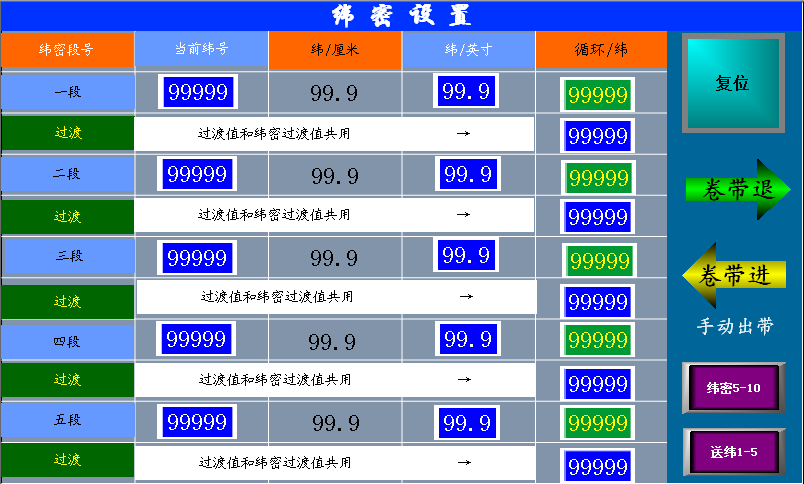 纬密设置
纬密段号 当前纬号 纬/厘米 纬/英寸 循环/纬
复位
一段 99999 99.9 99.9 99999
过渡 过渡值和纬密过渡值共用 → 99999
二段 99999 99.9 99.9 99999
卷带退
过渡 过渡值和纬密过渡值共用 → 99999
三段 99999 99.9 99.9 99999
卷带进
过渡 过渡值和纬密过渡值共用 → 99999
手动出带
四段 99999 99.9 99.9 99999
过渡 过渡值和纬密过渡值共用 → 99999
纬密5-10
五段 99999 99.9 99.9 99999
过渡 过渡值和纬密过渡值共用 → 99999
送纬1-5